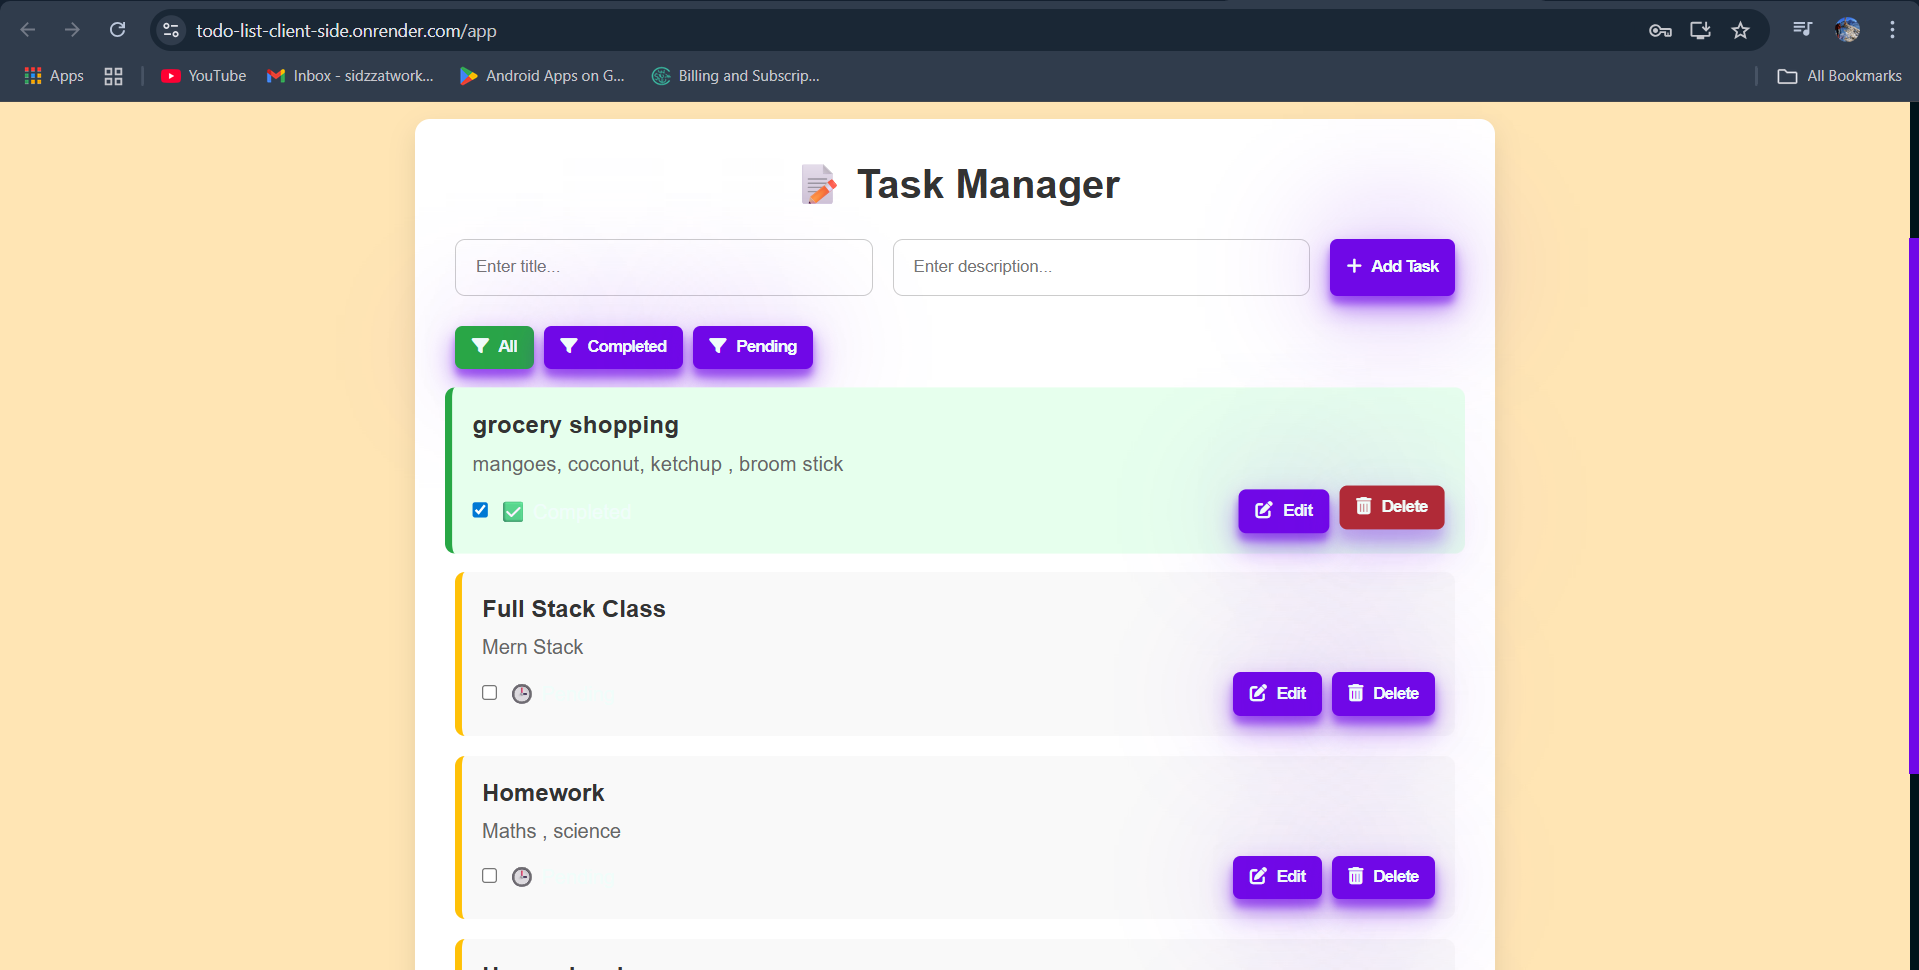 todo-list-client-side.onrender.com/app
Apps
YouTube
Inbox - sidzzatwork...
Android Apps on G...
Billing and Subscrip...
All Bookmarks
Task Manager
Enter title...
Enter description...
Add Task
All
Completed
Pending
grocery shopping
mangoes, coconut, ketchup , broom stick
Completed
Edit
Delete
Full Stack Class
Mern Stack
Edit
Delete
Homework
Maths , science
Edit
Delete